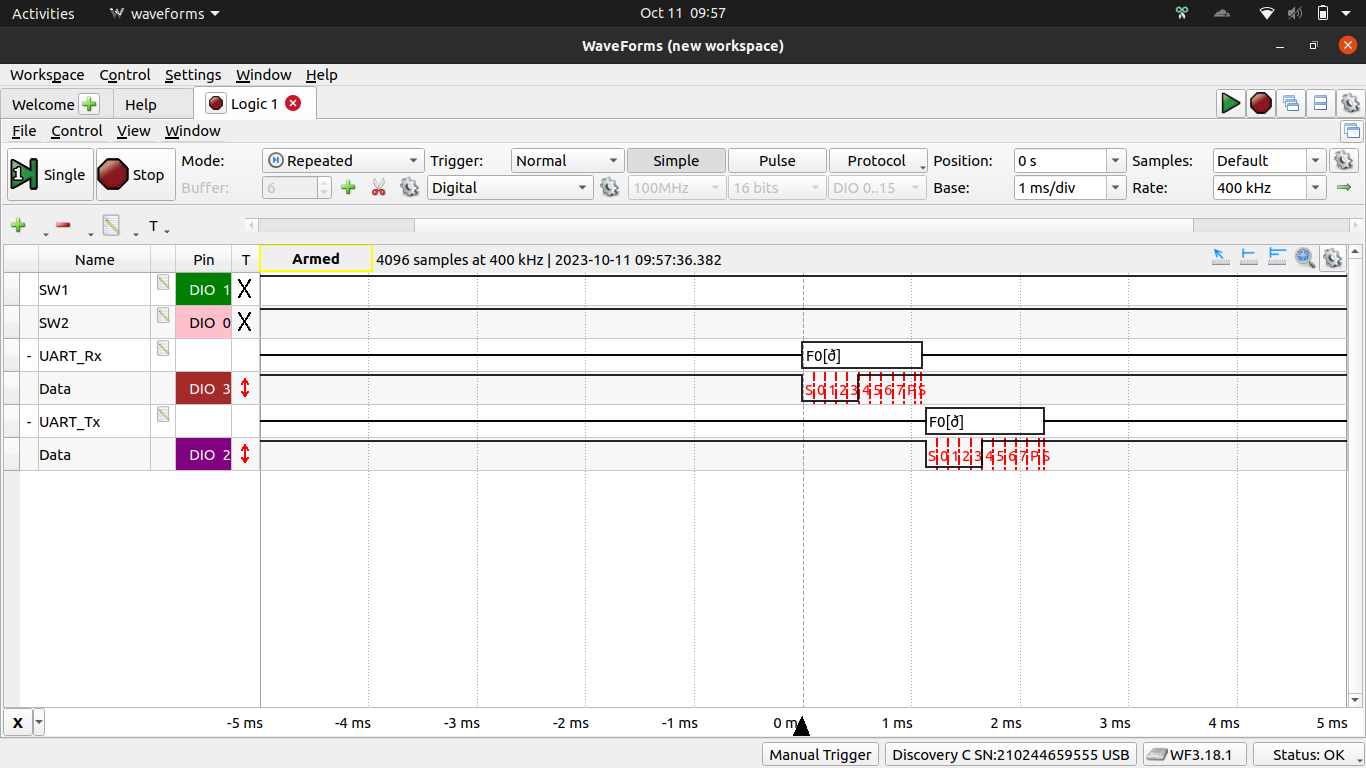 Activities waveforms Oct 11 09:57
WaveForms (new workspace)
Workspace Control Settings Window Help
Welcome Help Logic 1
File Control View Window
Single Stop Mode: Repeated Trigger: Normal Simple Pulse Protocol Position: 0 s Samples: Default
Buffer: 6 Digital 100MHz 16 bits DIO 0..15 Base: 1 ms/div Rate: 400 kHz
T
Name Pin T Armed 4096 samples at 400 kHz | 2023-10-11 09:57:36.382
SW1 DIO 1 X
SW2 DIO 0 X
- UART_Rx F0[ð]
Data DIO 3 S 0 1 2 3 4 5 6 7 P S
- UART_Tx F0[ð]
Data DIO 2 S 0 1 2 3 4 5 6 7 P S
X -5 ms -4 ms -3 ms -2 ms -1 ms 0 ms 1 ms 2 ms 3 ms 4 ms 5 ms
Manual Trigger Discovery C SN:210244659555 USB WF3.18.1 Status: OK